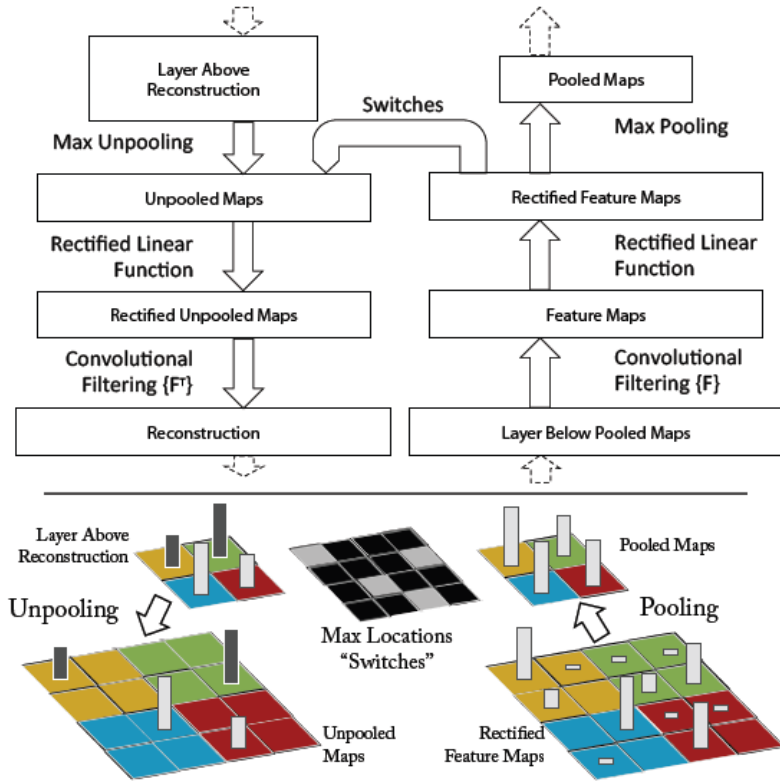 Layer Above
Reconstruction
Pooled Maps
Switches
Max Unpooling
Max Pooling
Unpooled Maps
Rectified Feature Maps
Rectified Linear
Function
Rectified Linear
Function
Rectified Unpooled Maps
Feature Maps
Convolutional
Filtering {Fᵀ}
Convolutional
Filtering {F}
Reconstruction
Layer Below Pooled Maps
Layer Above
Reconstruction
Pooled Maps
Unpooling
Pooling
Max Locations
“Switches”
Unpooled
Maps
Rectified
Feature Maps